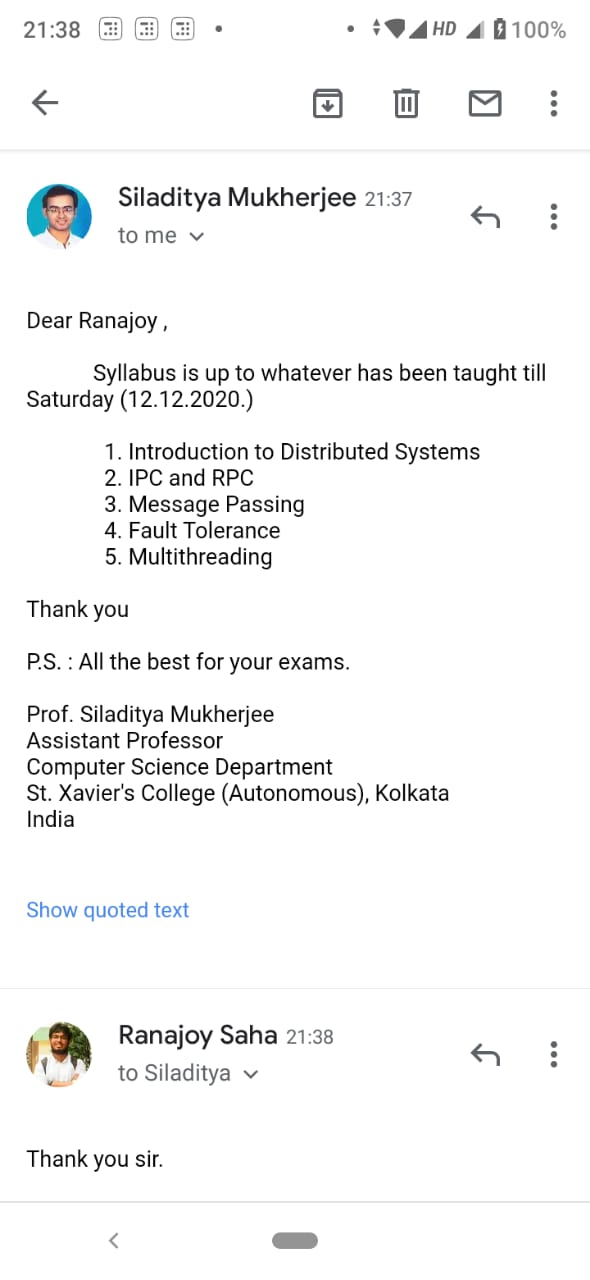 21:38
HD
100%
Siladitya Mukherjee 21:37
to me
Dear Ranajoy ,
Syllabus is up to whatever has been taught till
Saturday (12.12.2020.)
1. Introduction to Distributed Systems
2. IPC and RPC
3. Message Passing
4. Fault Tolerance
5. Multithreading
Thank you
P.S. : All the best for your exams.
Prof. Siladitya Mukherjee
Assistant Professor
Computer Science Department
St. Xavier's College (Autonomous), Kolkata
India
Show quoted text
Ranajoy Saha 21:38
to Siladitya
Thank you sir.